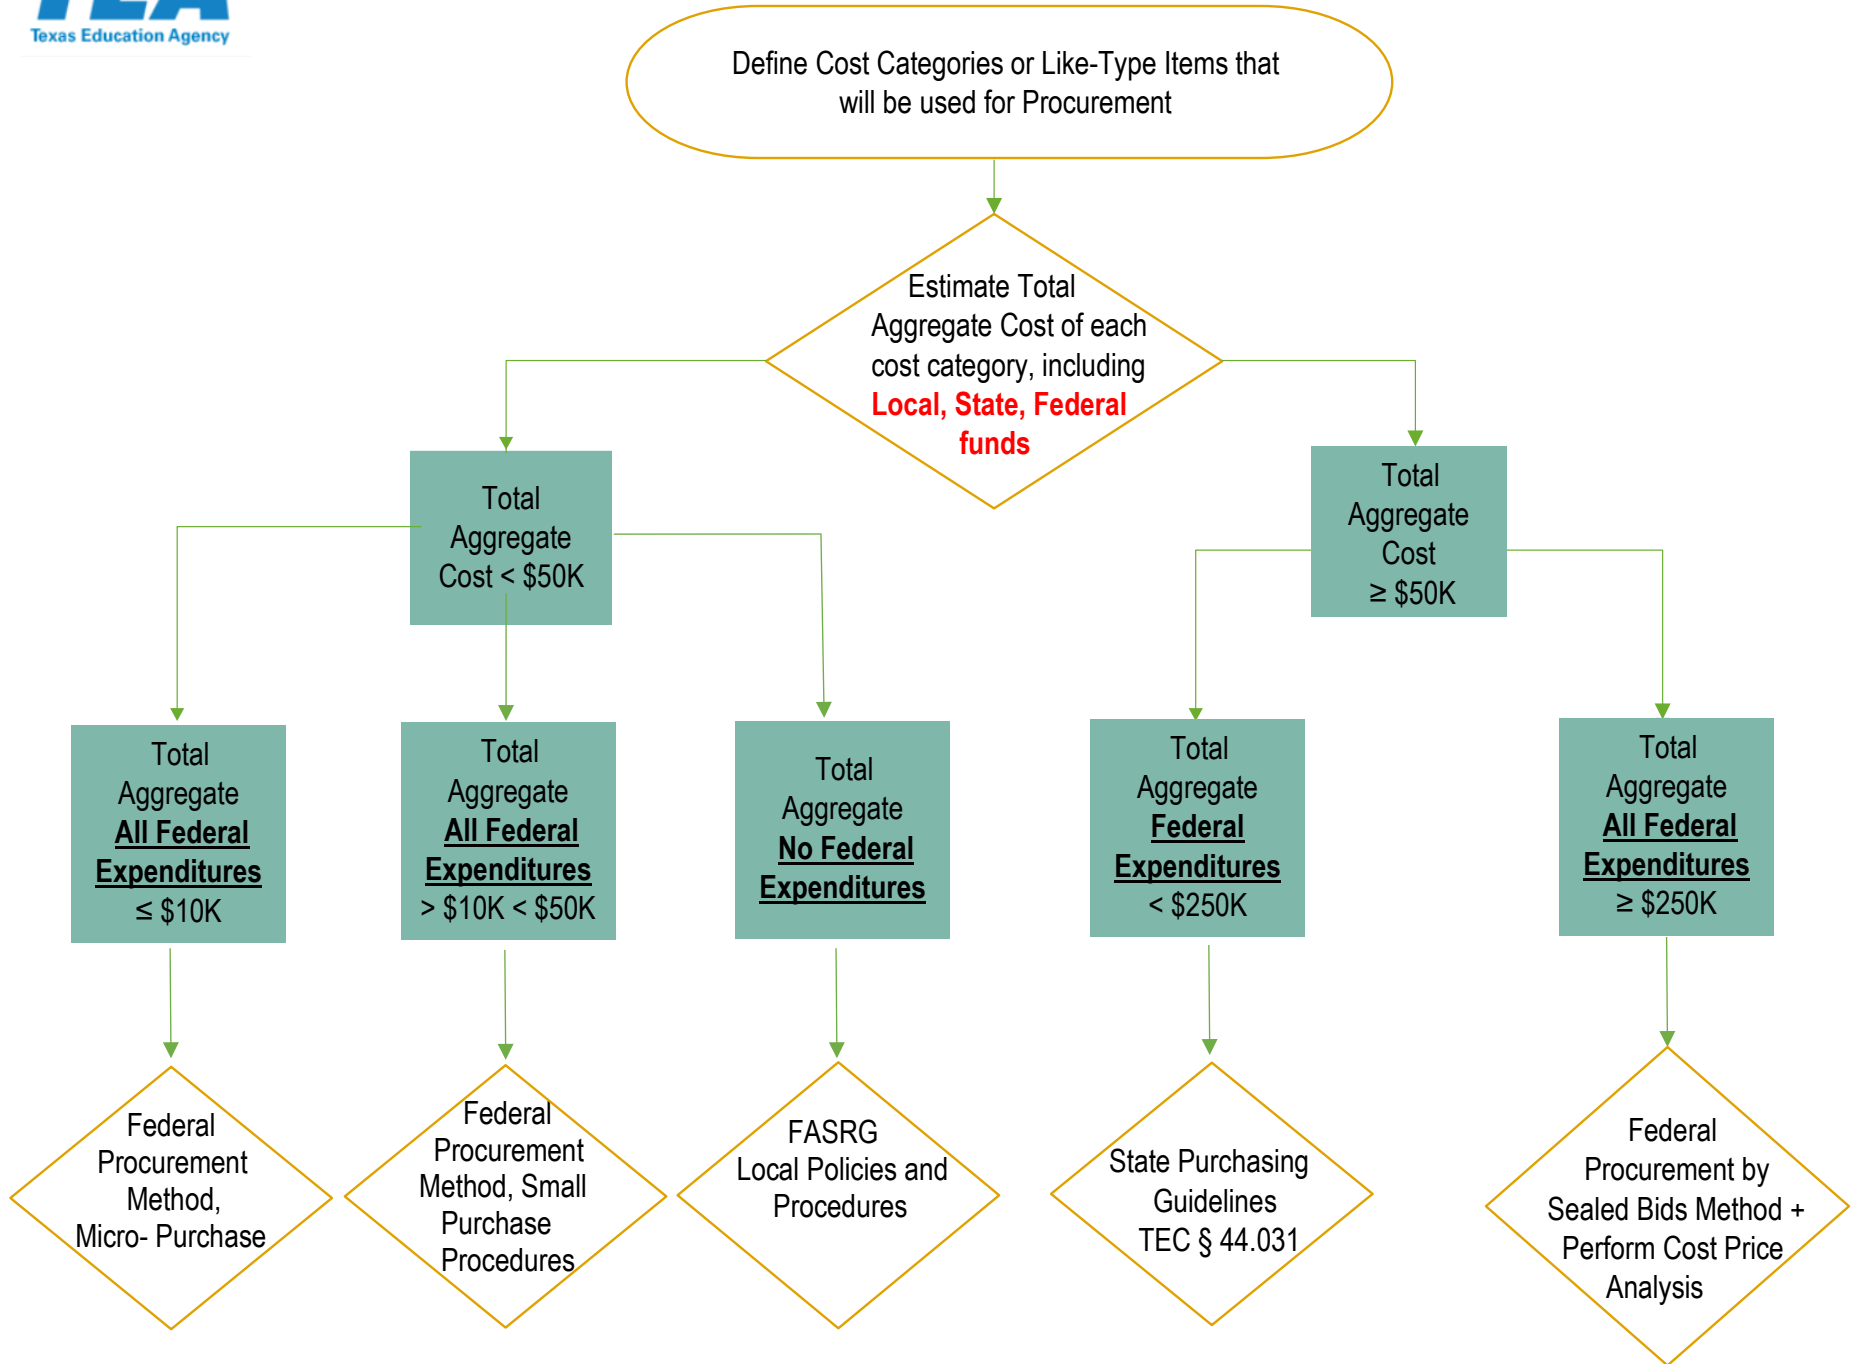 TEA
Texas Education Agency
Define Cost Categories or Like-Type Items that
will be used for Procurement
Estimate Total
Aggregate Cost of each
cost category, including
Local, State, Federal
funds
Total
Aggregate
Cost < $50K
Total
Aggregate
Cost
≥ $50K
Total
Aggregate
All Federal
Expenditures
≤ $10K
Total
Aggregate
All Federal
Expenditures
> $10K < $50K
Total
Aggregate
No Federal
Expenditures
Total
Aggregate
Federal
Expenditures
< $250K
Total
Aggregate
All Federal
Expenditures
≥ $250K
Federal
Procurement
Method,
Micro- Purchase
Federal
Procurement
Method, Small
Purchase
Procedures
FASRG
Local Policies and
Procedures
State Purchasing
Guidelines
TEC § 44.031
Federal
Procurement by
Sealed Bids Method +
Perform Cost Price
Analysis